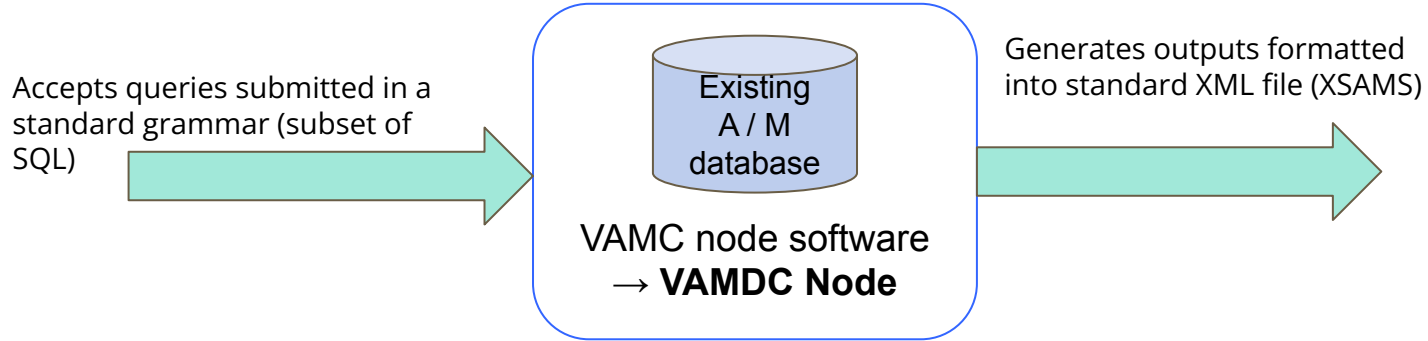 Accepts queries submitted in a
standard grammar (subset of
SQL)
Existing
A / M
database
VAMC node software
→ VAMDC Node
Generates outputs formatted
into standard XML file (XSAMS)